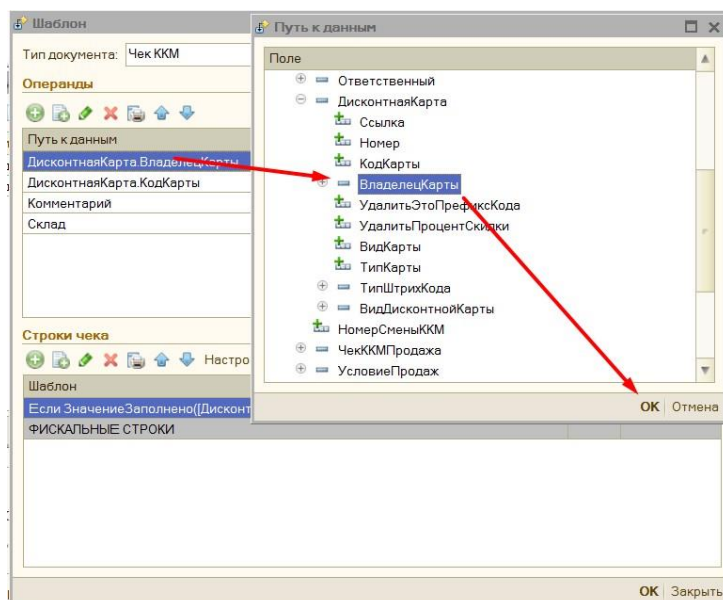 Шаблон
Тип документа: Чек ККМ
Операнды
Путь к данным
ДисконтнаяКарта.ВладелецКарты
ДисконтнаяКарта.КодКарты
Комментарий
Склад
Строки чека
Настро
Шаблон
Если ЗначениеЗаполнено([Дисконт
ФИСКАЛЬНЫЕ СТРОКИ
ОК Закрыть
Путь к данным
Поле
Ответственный
ДисконтнаяКарта
Ссылка
Номер
КодКарты
ВладелецКарты
УдалитьЭтоПрефиксКода
УдалитьПроцентСкидки
ВидКарты
ТипКарты
ТипШтрихКода
ВидДисконтнойКарты
НомерСменыККМ
ЧекККМПродажа
УсловиеПродаж
ОК Отмена